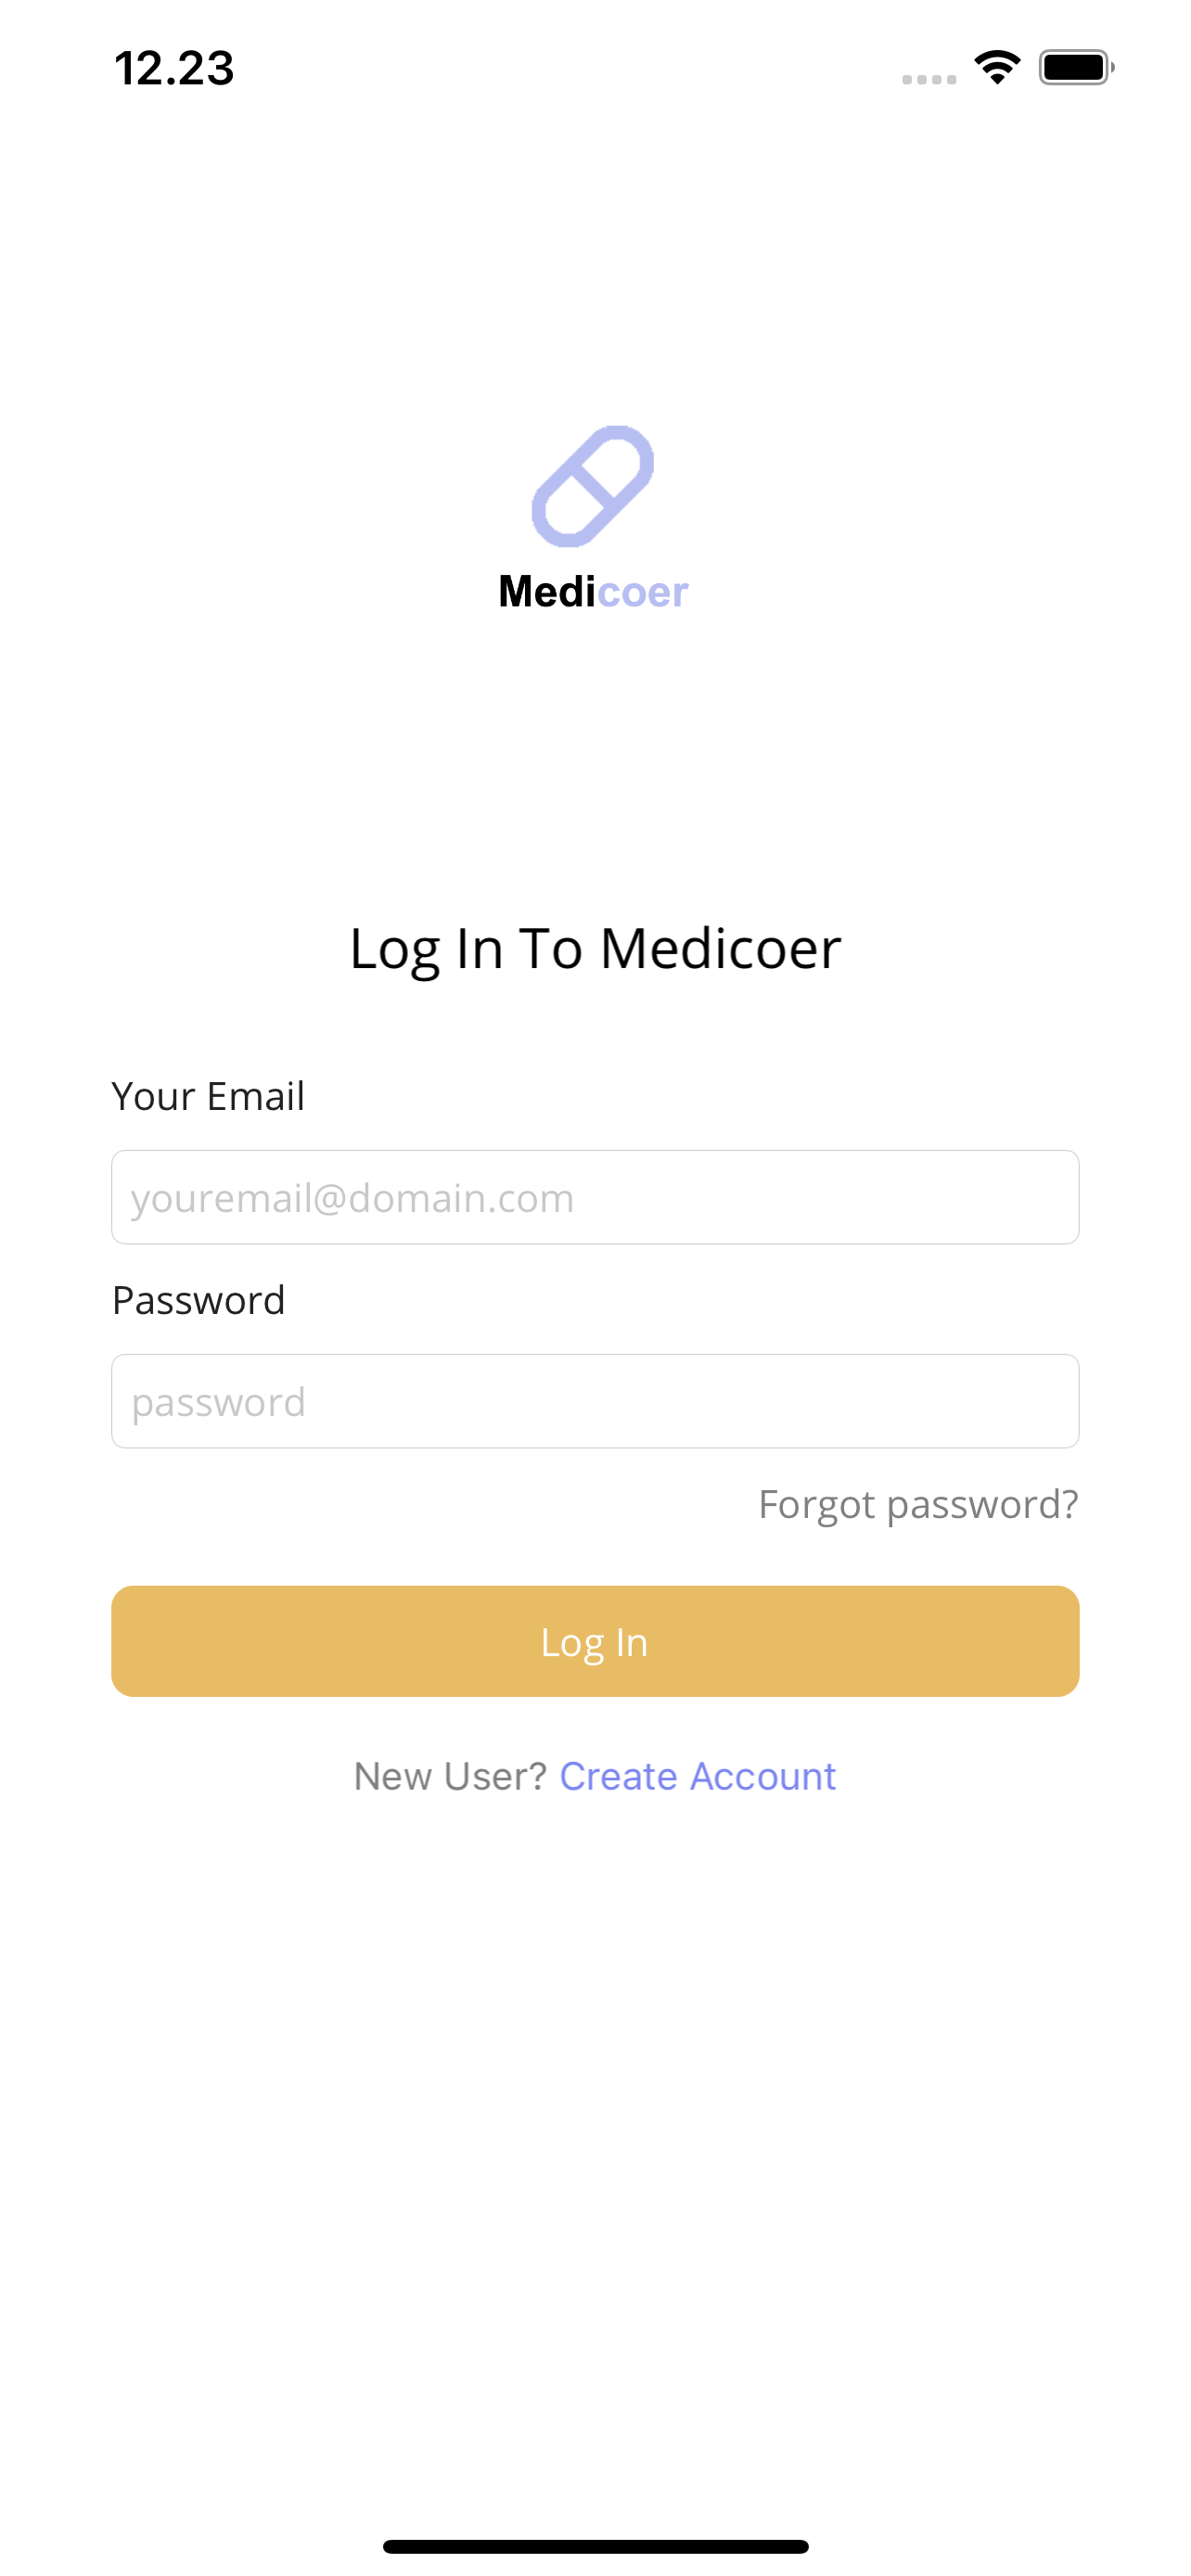 12.23
Medicoer
Log In To Medicoer
Your Email
youremail@domain.com
Password
password
Forgot password?
Log In
New User? Create Account